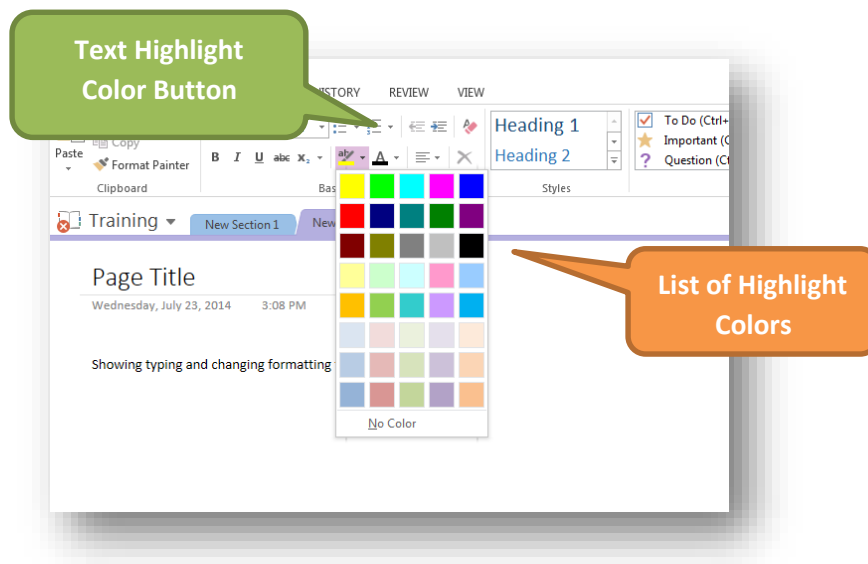 Text Highlight
Color Button
REVIEW VIEW
Copy
Paste
Format Painter
B I U abc X₂ ab A
Clipboard
Heading 1
Heading 2
Styles
To Do (Ctrl+
Important (C
? Question (Ct
Training New Section 1 New
Page Title
Wednesday, July 23, 2014 3:08 PM
Showing typing and changing formatting
No Color
List of Highlight
Colors